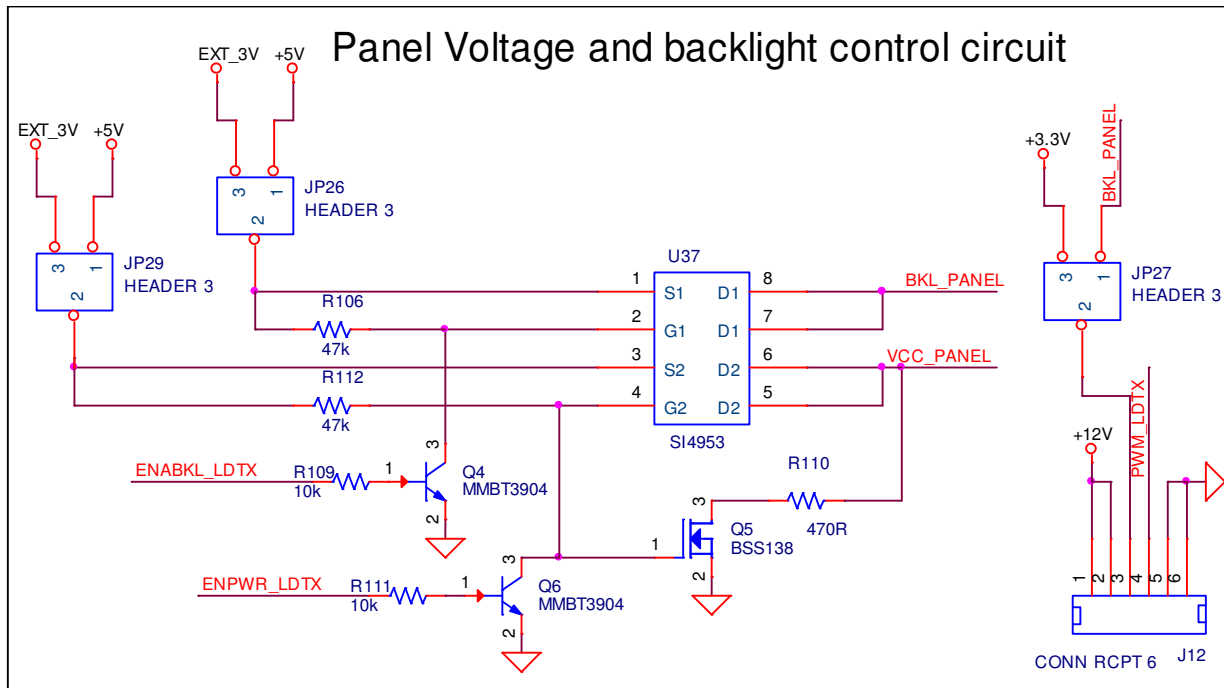 Panel Voltage and backlight control circuit
EXT_3V +5V
EXT_3V +5V
3 1
2
JP26
HEADER 3
3 1
2
JP29
HEADER 3
+3.3V
BKL_PANEL
3 1
2
JP27
HEADER 3
U37
1 S1 D1 8
2 G1 D1 7
3 S2 D2 6
4 G2 D2 5
SI4953
BKL_PANEL
VCC_PANEL
R106
47k
R112
47k
ENABKL_LDTX
R109
10k
1
3
2
Q4
MMBT3904
ENPWR_LDTX
R111
10k
1
3
2
Q6
MMBT3904
1
3
2
Q5
BSS138
R110
470R
+12V
PWM_LDTX
1
2
3
4
5
6
CONN RCPT 6
J12